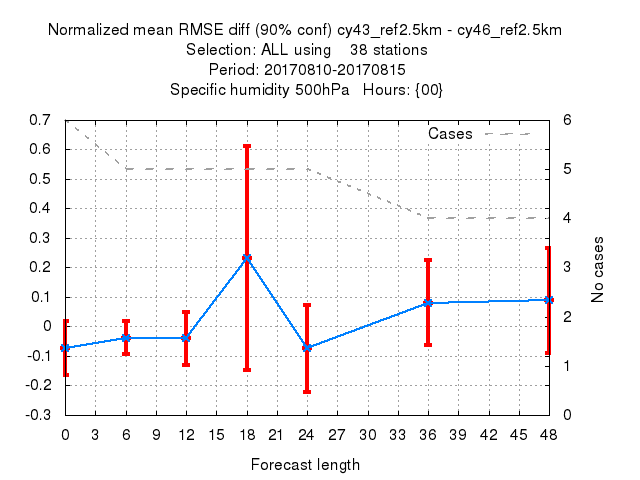 Normalized mean RMSE diff (90% conf) cy43_ref2.5km - cy46_ref2.5km
Selection: ALL using    38 stations
Period: 20170810-20170815
Specific humidity 500hPa   Hours: {00}
Cases
0.7
0.6
0.5
0.4
0.3
0.2
0.1
0
-0.1
-0.2
-0.3
6
5
4
3
2
1
0
No cases
0 3 6 9 12 15 18 21 24 27 30 33 36 39 42 45 48
Forecast length